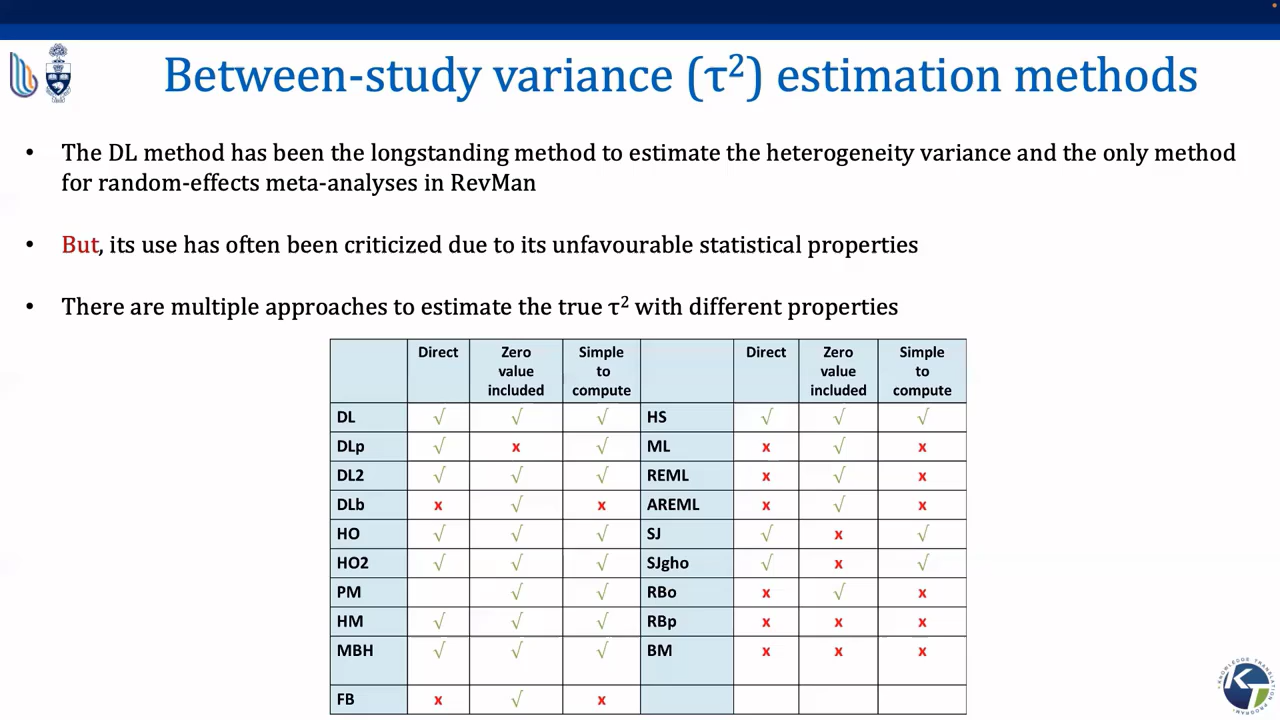 Between-study variance (τ²) estimation methods
• The DL method has been the longstanding method to estimate the heterogeneity variance and the only method
for random-effects meta-analyses in RevMan
• But, its use has often been criticized due to its unfavourable statistical properties
• There are multiple approaches to estimate the true τ² with different properties
Direct Zero value included Simple to compute Direct Zero value included Simple to compute
DL √ √ √ HS √ √ √
DLp √ x √ ML x √ x
DL2 √ √ √ REML x √ x
DLb x √ x AREML x √ x
HO √ √ √ SJ √ x √
HO2 √ √ √ SJgho √ x √
PM √ √ RBo x √ x
HM √ √ √ RBp x x x
MBH √ √ √ BM x x x
FB x √ x
KNOWLEDGE TRANSLATION
KT
PROGRAM